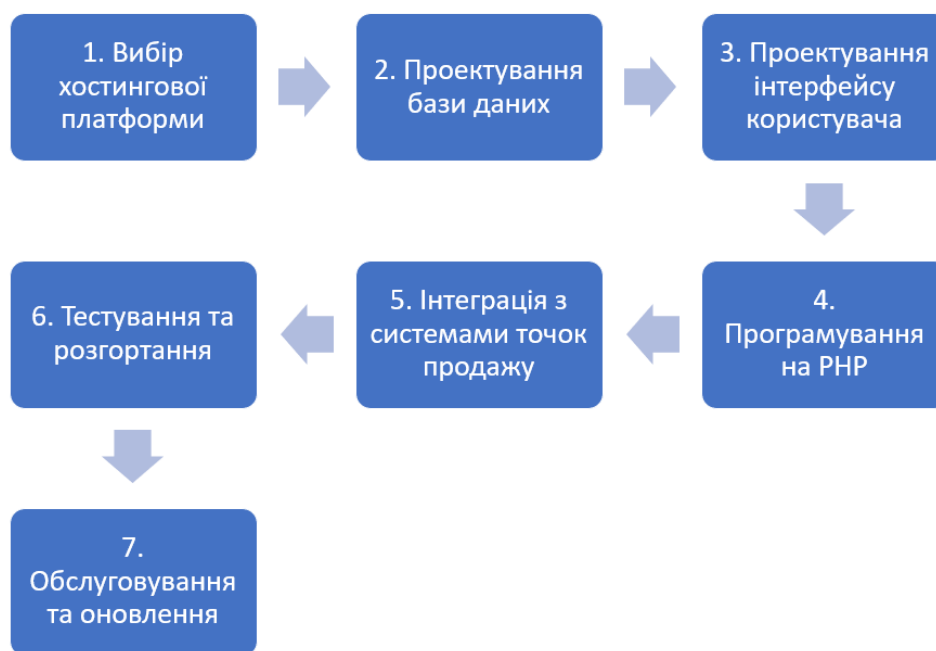 1. Вибір
хостингової
платформи
2. Проектування
бази даних
3. Проектування
інтерфейсу
користувача
4.
Програмування
на PHP
5. Інтеграція з
системами точок
продажу
6. Тестування та
розгортання
7.
Обслуговування
та оновлення